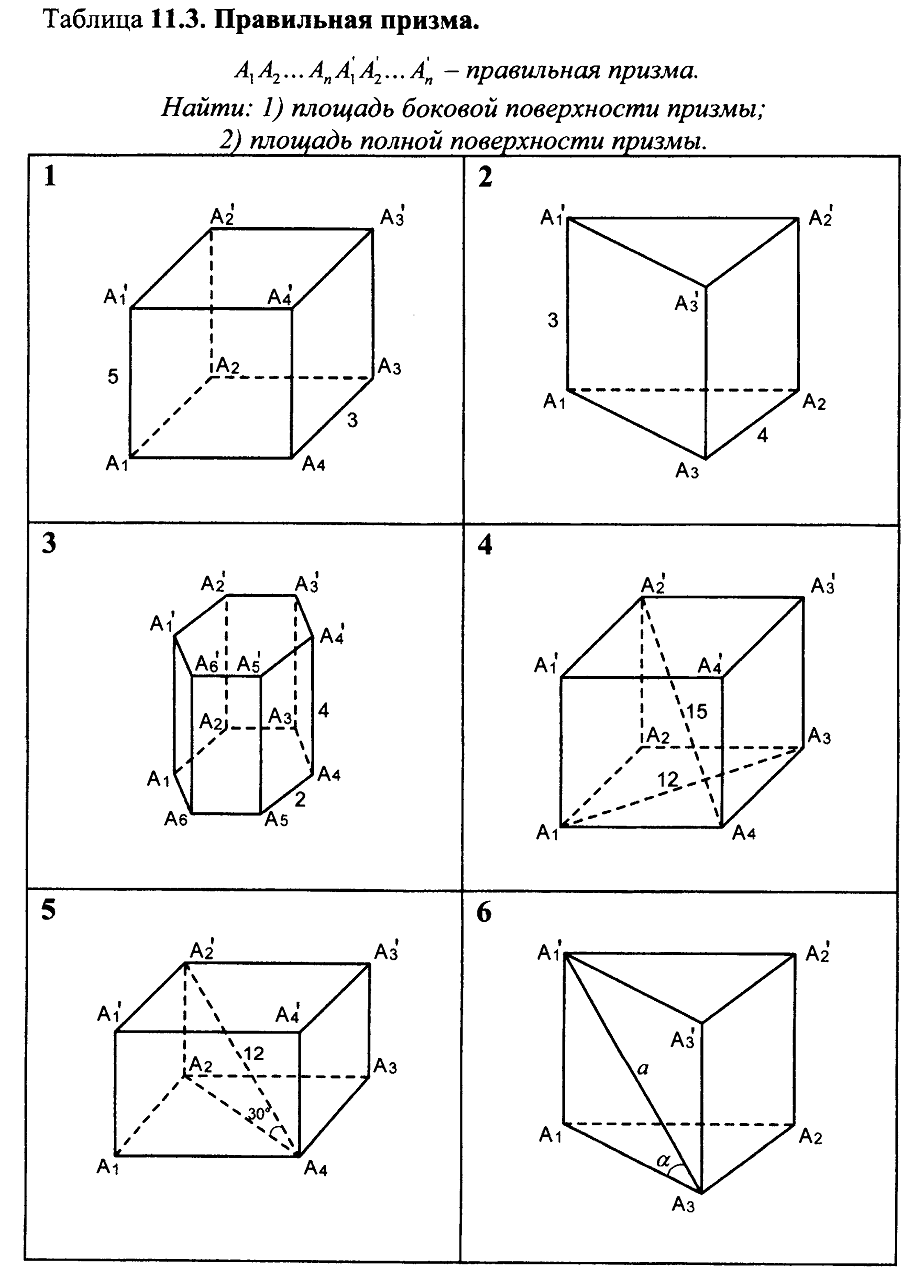 Таблица 11.3. Правильная призма.
A₁A₂…AₙA₁'A₂'…Aₙ' – правильная призма.
Найти: 1) площадь боковой поверхности призмы;
2) площадь полной поверхности призмы.
1
A₂' A₃'
A₁' A₄'
5 A₂ A₃
3
A₁ A₄
2
A₁' A₂'
A₃'
3
A₁ A₂
4
A₃
3
A₂' A₃'
A₁' A₄'
A₆' A₅'
A₂ A₃ 4
A₁ A₄
2
A₆ A₅
4
A₂' A₃'
A₁' A₄'
15
A₂ A₃
12
A₁ A₄
5
A₂' A₃'
A₁' A₄'
12
A₂ A₃
30°
A₁ A₄
6
A₁' A₂'
A₃'
a
A₁ A₂
α
A₃